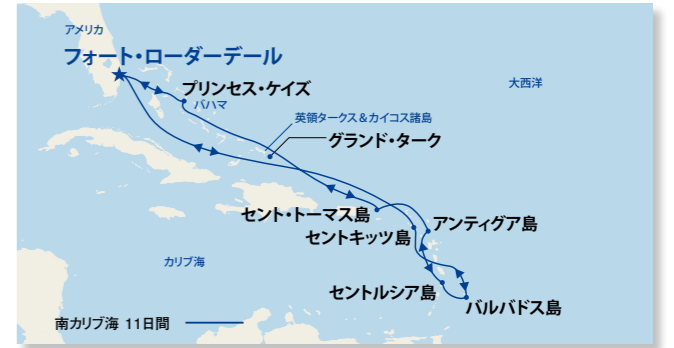 アメリカ
フォート・ローダーデール
プリンセス・ケイズ
バハマ
大西洋
英領タークス＆カイコス諸島
グランド・ターク
セント・トーマス島
アンティグア島
セントキッツ島
カリブ海
セントルシア島
バルバドス島
南カリブ海 11日間